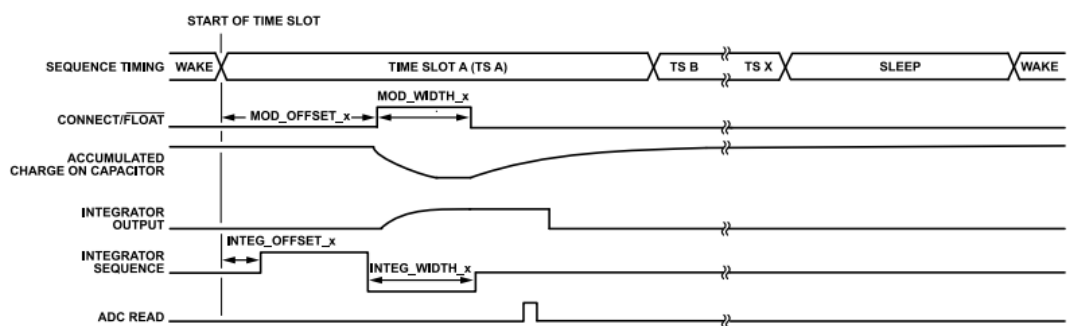 START OF TIME SLOT
SEQUENCE TIMING WAKE TIME SLOT A (TS A) TS B TS X SLEEP WAKE
MOD_WIDTH_x
CONNECT/FLOAT MOD_OFFSET_x
ACCUMULATED
CHARGE ON CAPACITOR
INTEGRATOR
OUTPUT
INTEG_OFFSET_x
INTEGRATOR
SEQUENCE
INTEG_WIDTH_x
ADC READ